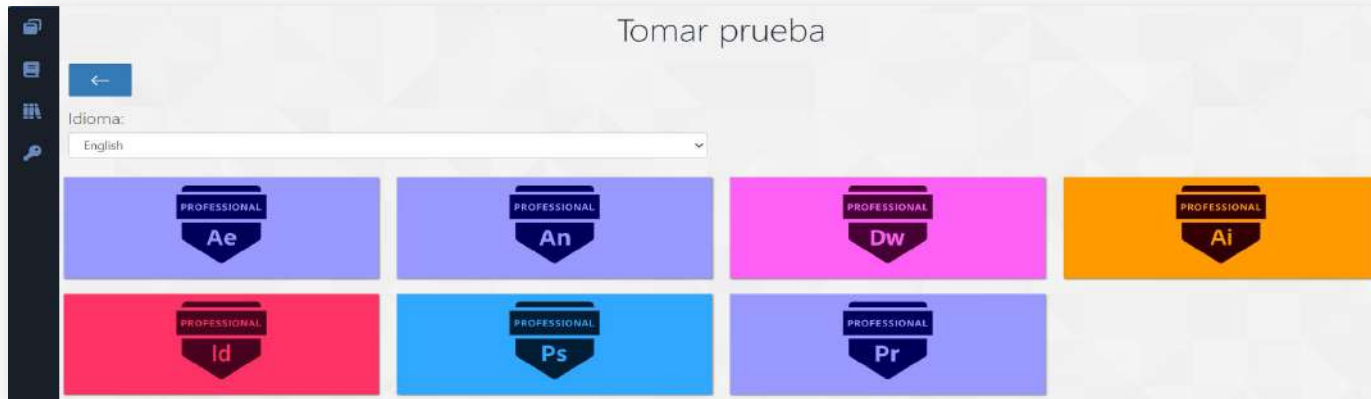 Tomar prueba
Idioma:
English
PROFESSIONAL
Ae
PROFESSIONAL
An
PROFESSIONAL
Dw
PROFESSIONAL
Ai
PROFESSIONAL
Id
PROFESSIONAL
Ps
PROFESSIONAL
Pr